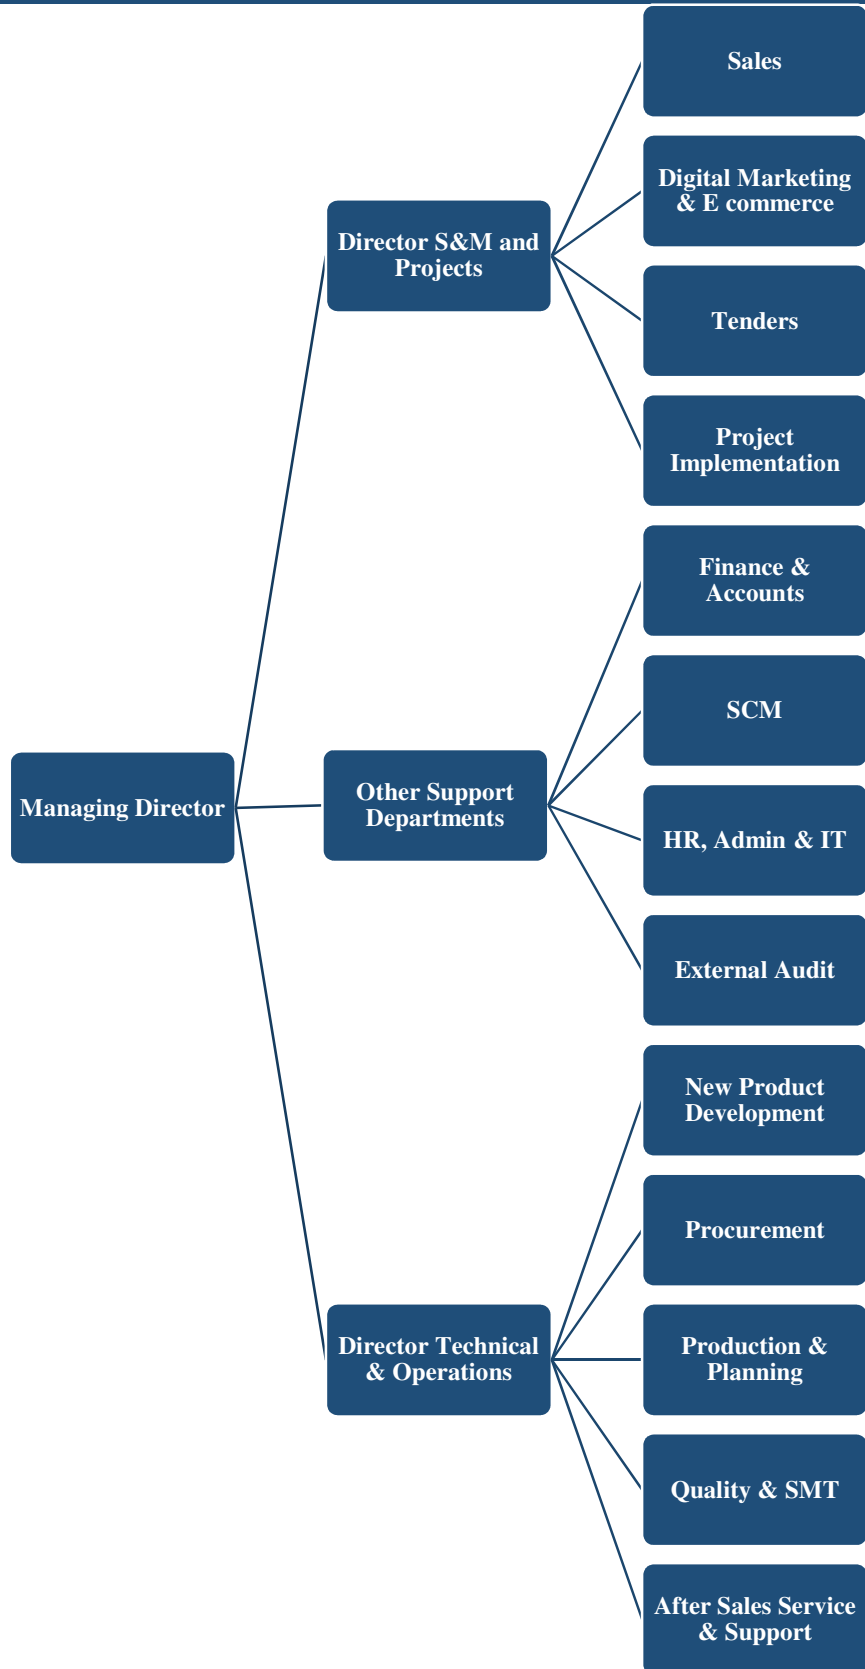 Sales
Digital Marketing
& E commerce
Director S&M and
Projects
Tenders
Project
Implementation
Finance &
Accounts
SCM
Managing Director
Other Support
Departments
HR, Admin & IT
External Audit
New Product
Development
Procurement
Director Technical
& Operations
Production &
Planning
Quality & SMT
After Sales Service
& Support